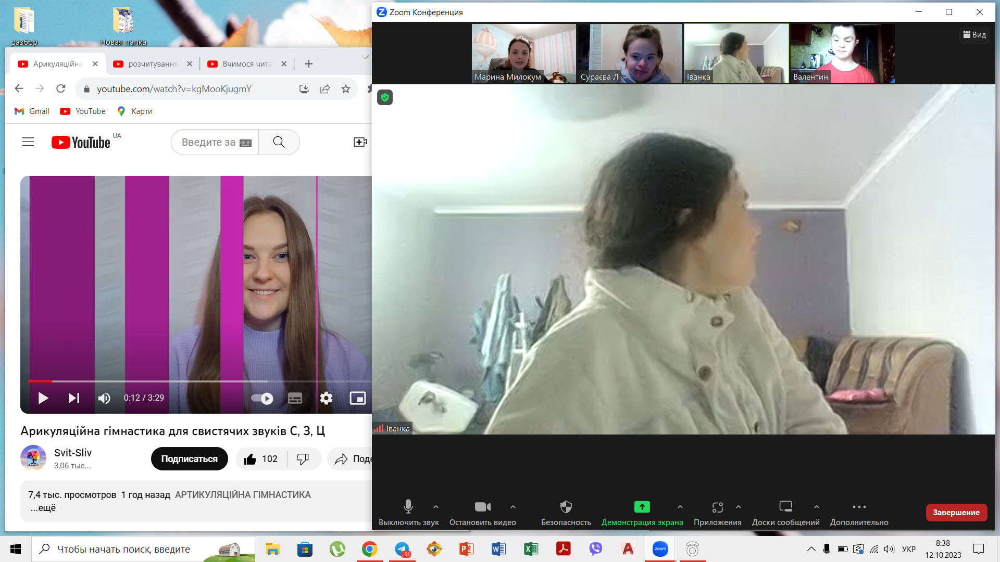 разбор
Новая папка
Арикуляційна
розчитування
Вчимося чита
youtube.com/watch?v=kgMooKjugmY
Gmail
YouTube
Карти
YouTube
UA
Введите за
0:12 / 3:29
Арикуляційна гімнастика для свистячих звуків С, З, Ц
Svit-Sliv
3,06 тыс....
Подписаться
102
Поде
7,4 тыс. просмотров 1 год назад АРТИКУЛЯЦІЙНА ГІМНАСТИКА
...ещё
Zoom Конференция
Вид
Марина Милокум
Сураєва Л
Іванка
Валентин
Іванка
Выключить звук
Остановить видео
Безопасность
Демонстрация экрана
Приложения
Доски сообщений
Дополнительно
Завершение
Чтобы начать поиск, введите
..51
zoom
УКР
8:38
12.10.2023